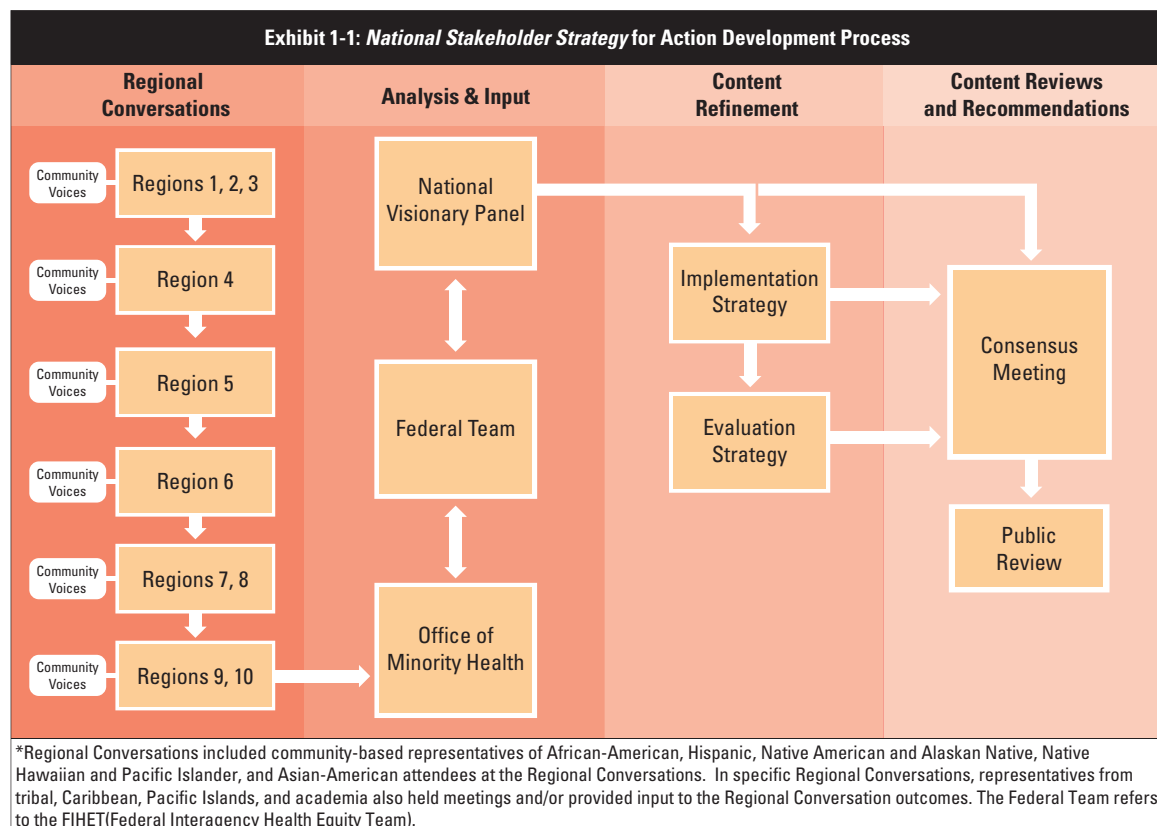 Exhibit 1-1: National Stakeholder Strategy for Action Development Process
Regional
Conversations
Analysis & Input
Content
Refinement
Content Reviews
and Recommendations
Community
Voices
Regions 1, 2, 3
Community
Voices
Region 4
Community
Voices
Region 5
Community
Voices
Region 6
Community
Voices
Regions 7, 8
Community
Voices
Regions 9, 10
National
Visionary Panel
Federal Team
Office of
Minority Health
Implementation
Strategy
Evaluation
Strategy
Consensus
Meeting
Public
Review
*Regional Conversations included community-based representatives of African-American, Hispanic, Native American and Alaskan Native, Native
Hawaiian and Pacific Islander, and Asian-American attendees at the Regional Conversations. In specific Regional Conversations, representatives from
tribal, Caribbean, Pacific Islands, and academia also held meetings and/or provided input to the Regional Conversation outcomes. The Federal Team refers
to the FIHET(Federal Interagency Health Equity Team).